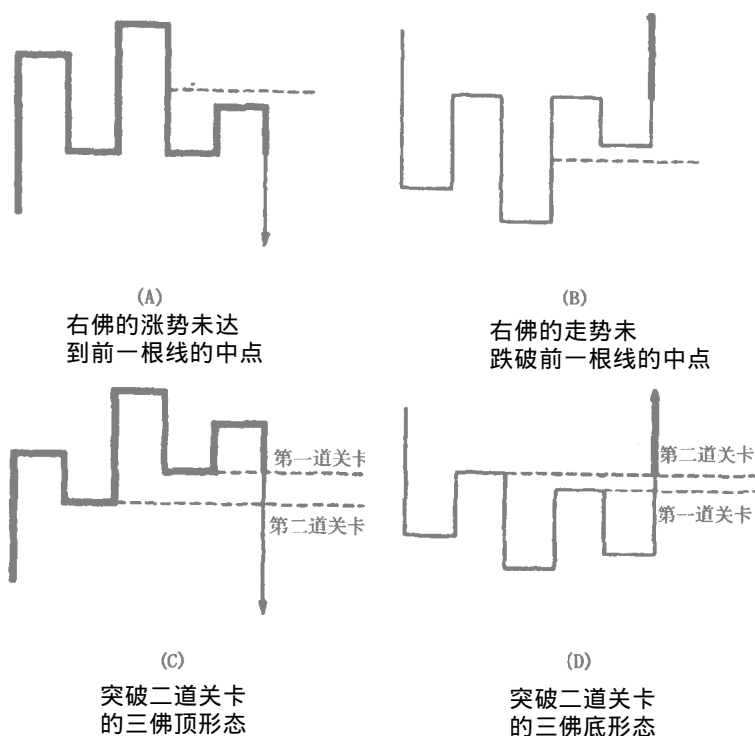 (A)
右佛的涨势未达
到前一根线的中点
(B)
右佛的走势未
跌破前一根线的中点
第一道关卡
第二道关卡
(C)
突破二道关卡
的三佛顶形态
第二道关卡
第一道关卡
(D)
突破二道关卡
的三佛底形态